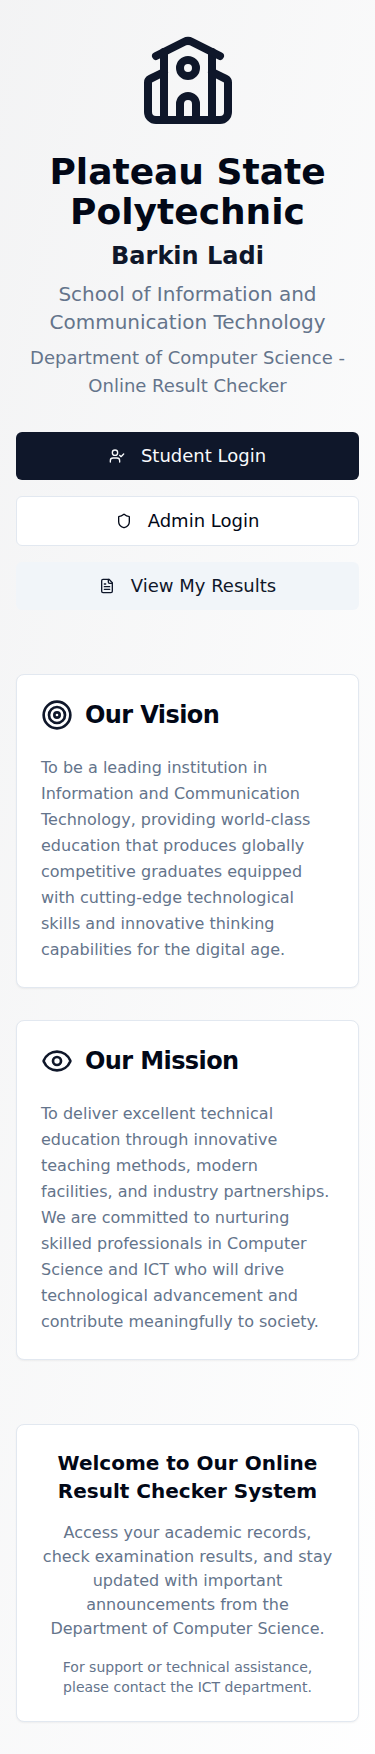 Plateau State
Polytechnic
Barkin Ladi
School of Information and
Communication Technology
Department of Computer Science -
Online Result Checker
Student Login
Admin Login
View My Results
Our Vision
To be a leading institution in
Information and Communication
Technology, providing world-class
education that produces globally
competitive graduates equipped
with cutting-edge technological
skills and innovative thinking
capabilities for the digital age.
Our Mission
To deliver excellent technical
education through innovative
teaching methods, modern
facilities, and industry partnerships.
We are committed to nurturing
skilled professionals in Computer
Science and ICT who will drive
technological advancement and
contribute meaningfully to society.
Welcome to Our Online
Result Checker System
Access your academic records,
check examination results, and stay
updated with important
announcements from the
Department of Computer Science.
For support or technical assistance,
please contact the ICT department.